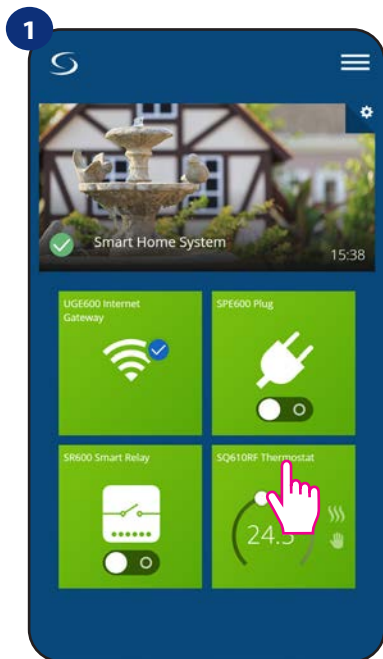 1
Smart Home System
15:38
UGE600 Internet
Gateway
SPE600 Plug
SR600 Smart Relay
SQ610RF Thermostat